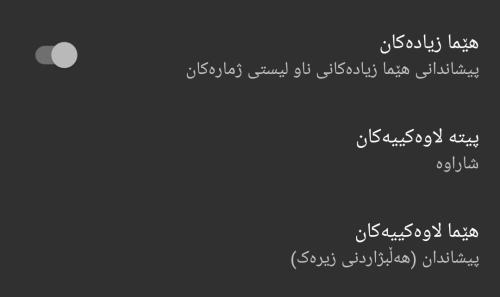 هێما زیادەکان
پیشاندانی هێما زیادەکانی ناو لیستی ژمارەکان
پیتە لاوەکییەکان
شاراوە
هێما لاوەکییەکان
پیشاندان (هەڵبژاردنی زیرەک)